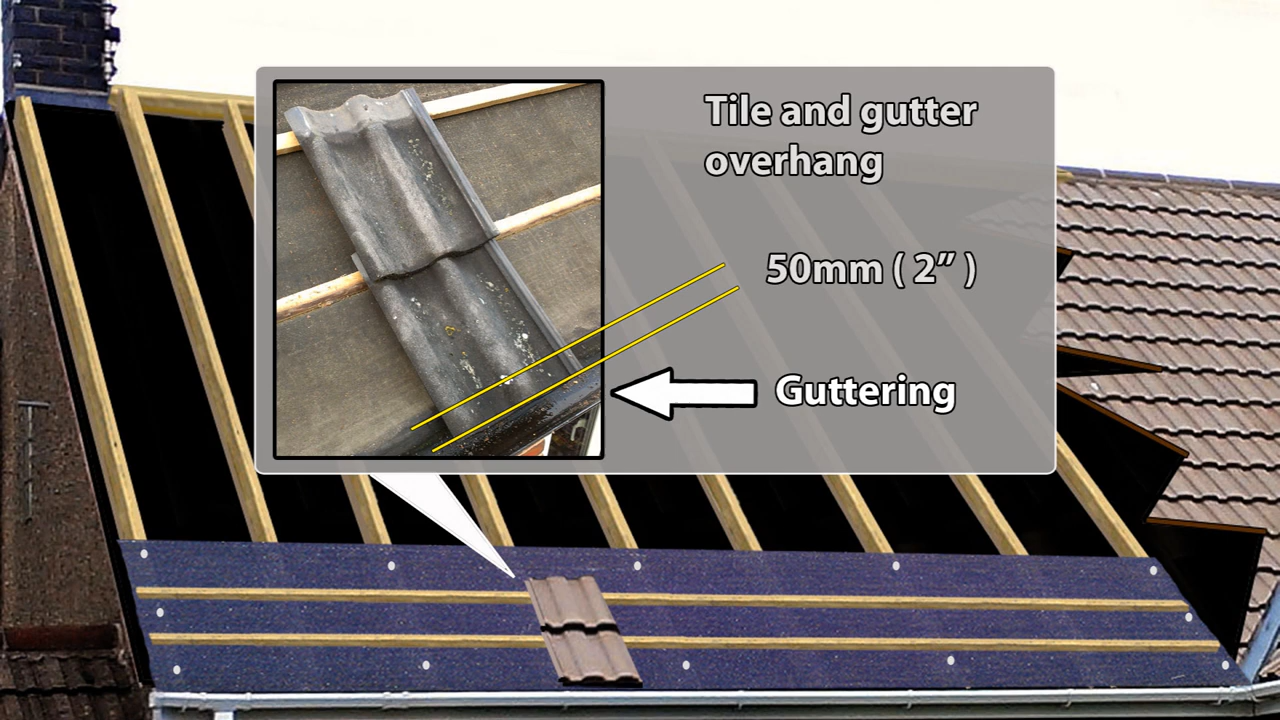 Tile and gutter
overhang
50mm ( 2” )
Guttering